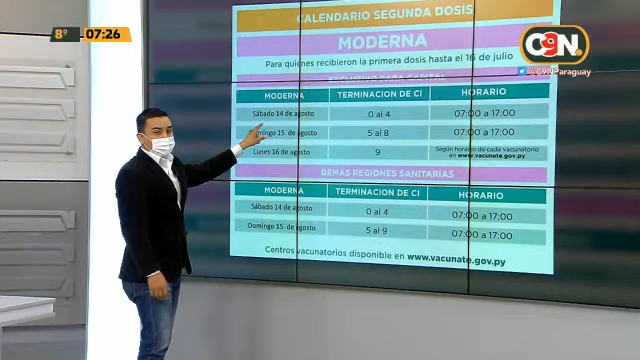 8º
07:26
CALENDARIO SEGUNDA DOSIS
C9N
MODERNA
@C9NParaguay
Para quienes recibieron la primera dosis hasta el 16 de julio
EXCLUSIVO PARA CAPITAL
MODERNA TERMINACION DE CI HORARIO
Sábado 14 de agosto 0 al 4 07:00 a 17:00
Domingo 15 de agosto 5 al 8 07:00 a 17:00
Lunes 16 de agosto 9 Según horario de cada vacunatorio
en www.vacunate.gov.py
DEMÁS REGIONES SANITARIAS
MODERNA TERMINACION DE CI HORARIO
Sábado 14 de agosto 0 al 4 07:00 a 17:00
Domingo 15 de agosto 5 al 9 07:00 a 17:00
Centros vacunatorios disponible en www.vacunate.gov.py